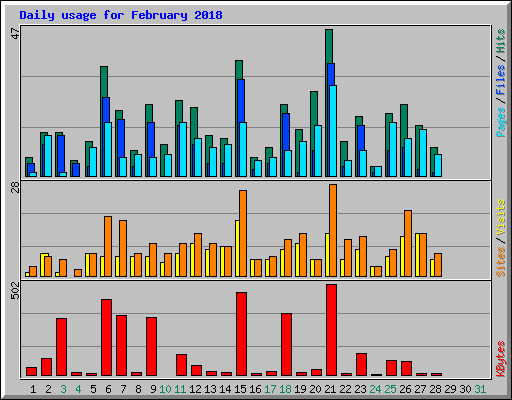 Daily usage for February 2018
47
Pages / Files / Hits
28
Sites / Visits
502
KBytes
1 2 3 4 5 6 7 8 9 10 11 12 13 14 15 16 17 18 19 20 21 22 23 24 25 26 27 28 29 30 31